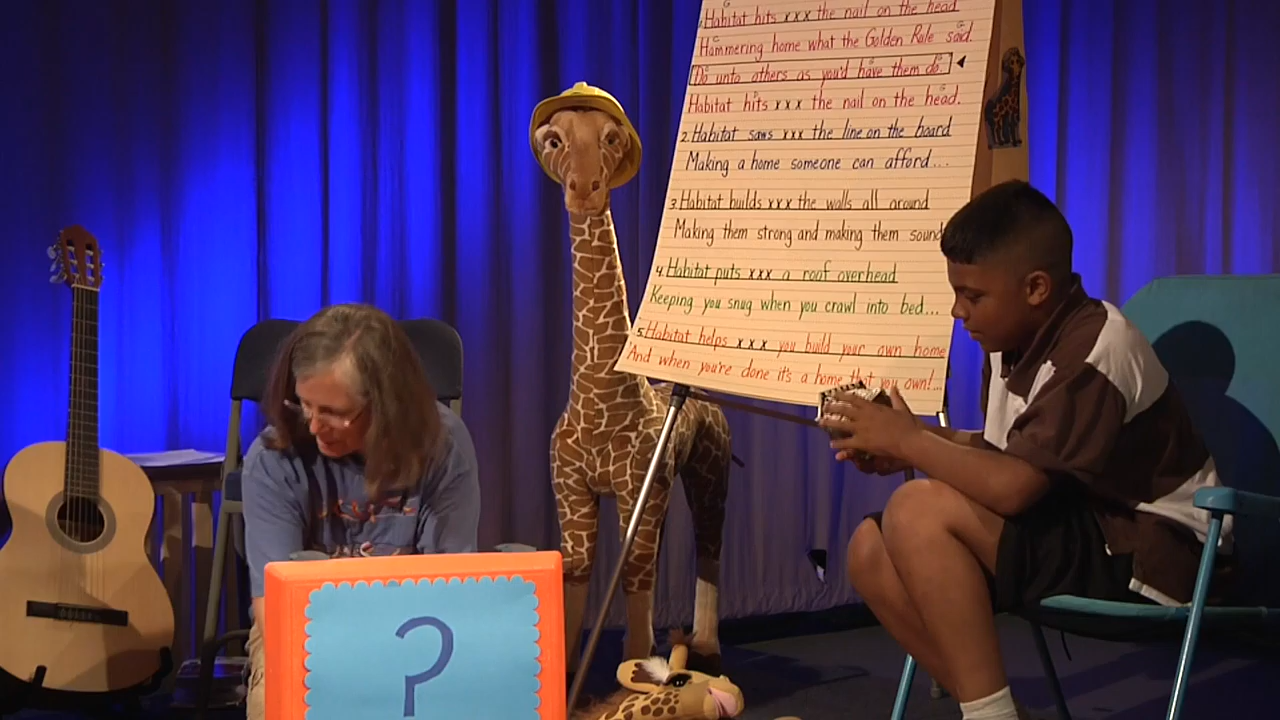 Habitat hits xxx the nail on the head
Hammering home what the Golden Rule said.
Do unto others as you'd have them do.
Habitat hits xxx the nail on the head.
2. Habitat saws xxx the line on the board
Making a home someone can afford...
3. Habitat builds xxx the walls all around
Making them strong and making them sound
4. Habitat puts xxx a roof overhead
Keeping you snug when you crawl into bed...
5. Habitat helps xxx you build your own home
And when you're done it's a home that you own!...
?